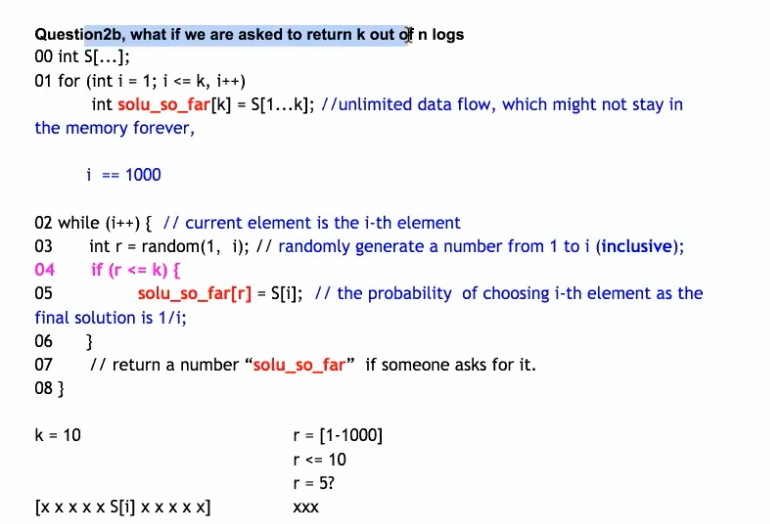 Question2b, what if we are asked to return k out of n logs
00 int S[...];
01 for (int i = 1; i <= k, i++)
int solu_so_far[k] = S[1...k]; //unlimited data flow, which might not stay in
the memory forever,
i == 1000
02 while (i++) { // current element is the i-th element
03 int r = random(1, i); // randomly generate a number from 1 to i (inclusive);
04 if (r <= k) {
05 solu_so_far[r] = S[i]; // the probability of choosing i-th element as the
final solution is 1/i;
06 }
07 // return a number “solu_so_far” if someone asks for it.
08 }
k = 10 r = [1-1000]
r <= 10
r = 5?
[x x x x x S[i] x x x x x] xxx